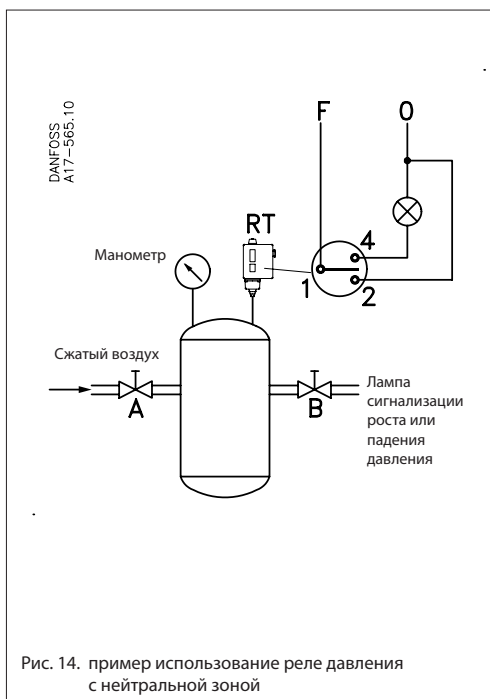 DANFOSS
A17-565.10
F
O
RT
4
1
2
Манометр
Сжатый воздух
A
B
Лампа
сигнализации
роста или
падения
давления
Рис. 14. пример использование реле давления
с нейтральной зоной